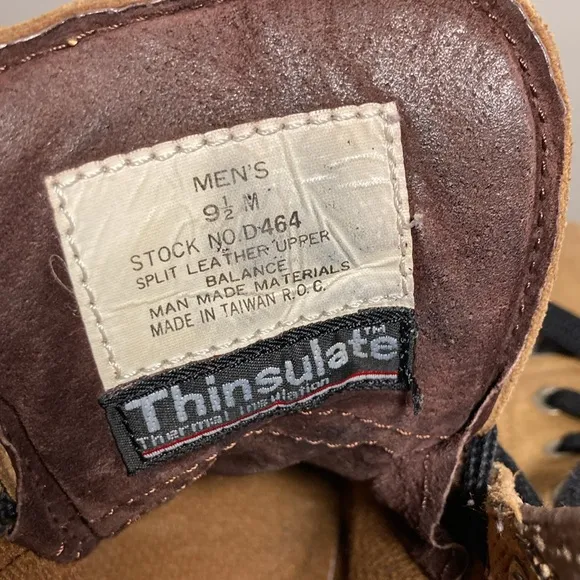 MEN'S
9½ M
STOCK NO.D464
SPLIT LEATHER UPPER
BALANCE
MAN MADE MATERIALS
MADE IN TAIWAN R.O.C.
Thinsulate™
Thermal Insulation